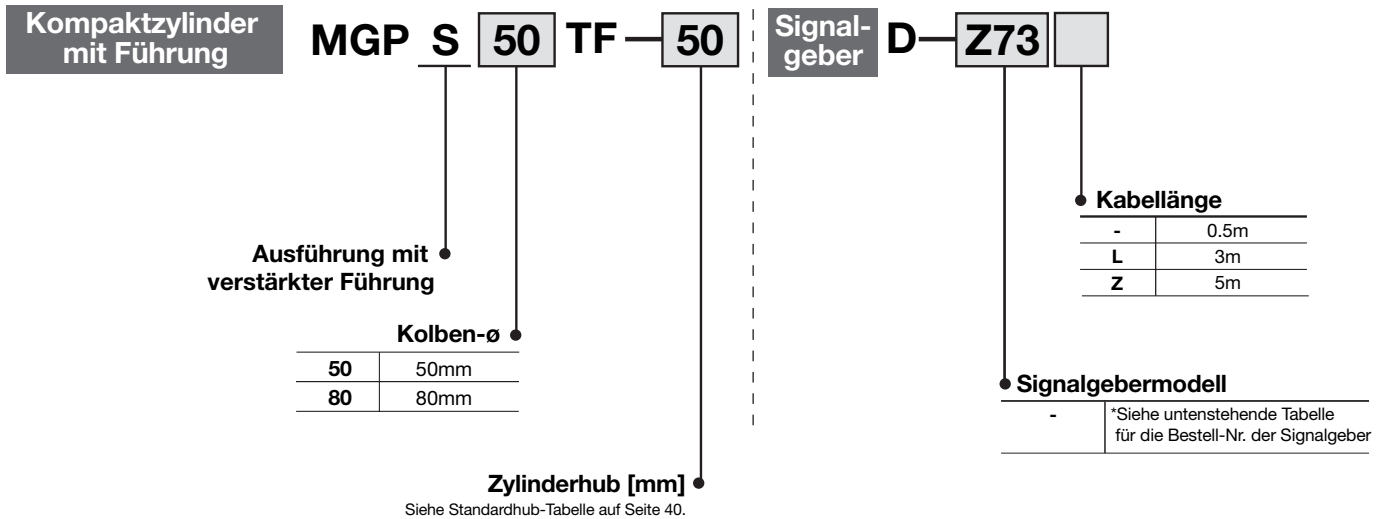 Kompaktzylinder
mit Führung
MGP S 50 TF — 50
Ausführung mit
verstärkter Führung
Kolben-ø
50 50mm
80 80mm
Zylinderhub [mm]
Siehe Standardhub-Tabelle auf Seite 40.
Signal-
geber
D — Z73
Kabellänge
- 0.5m
L 3m
Z 5m
Signalgebermodell
- *Siehe untenstehende Tabelle
für die Bestell-Nr. der Signalgeber